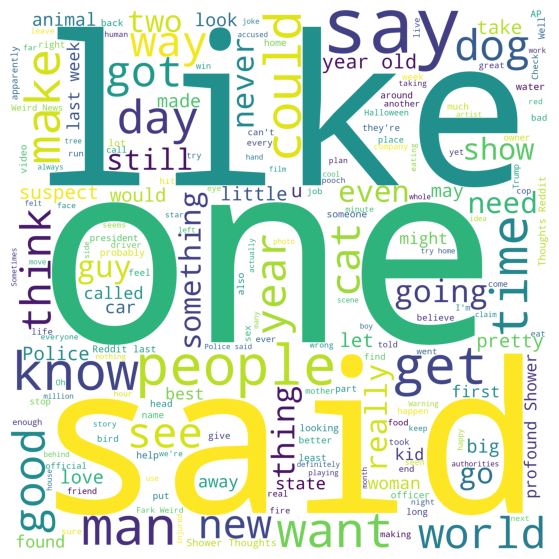 like
one
said
say
way
two
dog
animal
back
joke
accused
home
look
year old
take
AP
Well
leave
human
live
far
right
win
Check
work
apparently
make
last week
got
never
could
great
week
taking
water
red
bad
Weird News
made
around
another
day
still
can't
every
they're
Halloween
place
much
artist
owner
video
tree
run
lot
call
always
try
hand
plan
company
eating
yet
show
hit
film
cool
pooch
suspect
would
little
u
job
even
may
need
Trump
cop
Thoughts Reddit
felt
face
eye
minute
whole
think
something
seems
star
someone
might
idea
Sometimes
move
president
driver
probably
side
left
photo
try home
guy
feel
also
actually
year
cat
scene
time
called
car
sex
many
going
come
I'm
claim
life
everyone
ever
believe
Police
Reddit last
nothing
Police said
wrong
boy
told
went
let
find
pretty
eat
know
people
get
Oh
million
hour
best
mother
part
Warning
happen
first
stop
name
really
enough
story
head
looking
food
keep
profound Shower
good
see
thing
better
took
kid
big
behind
bird
give
least
seen
end
authorities
happy
official
help
we're
definitely
playing
state
woman
go
love
put
away
real
month
officer
house
friend
use
fire
night
long
next
found
sure
Fark Weird
injured
Shower Thoughts
making
man
new
want
world